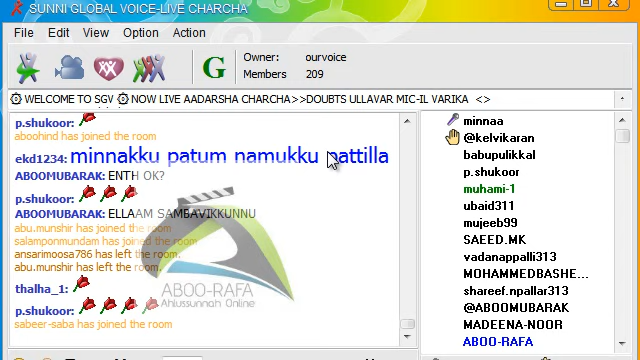 SUNNI GLOBAL VOICE-LIVE CHARCHA
File Edit View Option Action
G Owner: ourvoice
Members 209
WELCOME TO SGV NOW LIVE AADARSHA CHARCHA>>DOUBTS ULLAVAR MIC-IL VARIKA <>
p.shukoor:
aboohind has joined the room
ekd1234: minnakku patum namukku pattilla
ABOOMUBARAK: ENTH OK?
p.shukoor:
ABOOMUBARAK: ELLAAM SAMBAVIKKUNNU
abu.munshir has joined the room
salamponmundam has joined the room
ansarimoosa786 has left the room.
abu.munshir has left the room.
thalha_1:
p.shukoor:
sabeer-saba has joined the room
ABOO-RAFA
Ahlussunnah Online
minnaa
@kelvikaran
babupulikkal
p.shukoor
muhami-1
ubaid311
mujeeb99
SAEED.MK
vadanappalli313
MOHAMMEDBASHE...
shareef.npallar313
@ABOOMUBARAK
MADEENA-NOOR
ABOO-RAFA